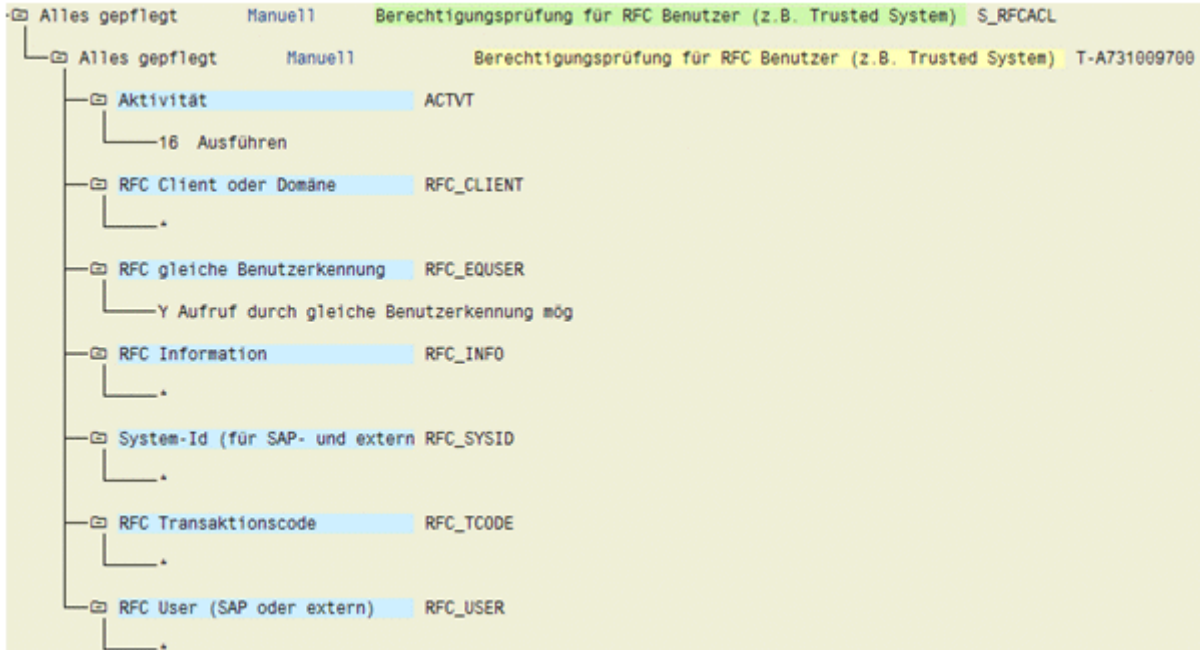 Alles gepflegt Manuell Berechtigungsprüfung für RFC Benutzer (z.B. Trusted System) S_RFCACL
Alles gepflegt Manuell Berechtigungsprüfung für RFC Benutzer (z.B. Trusted System) T-A731009700
Aktivität ACTVT
16 Ausführen
RFC Client oder Domäne RFC_CLIENT
*
RFC gleiche Benutzerkennung RFC_EQUSER
Y Aufruf durch gleiche Benutzerkennung mög
RFC Information RFC_INFO
*
System-Id (für SAP- und extern RFC_SYSID
*
RFC Transaktionscode RFC_TCODE
*
RFC User (SAP oder extern) RFC_USER
*